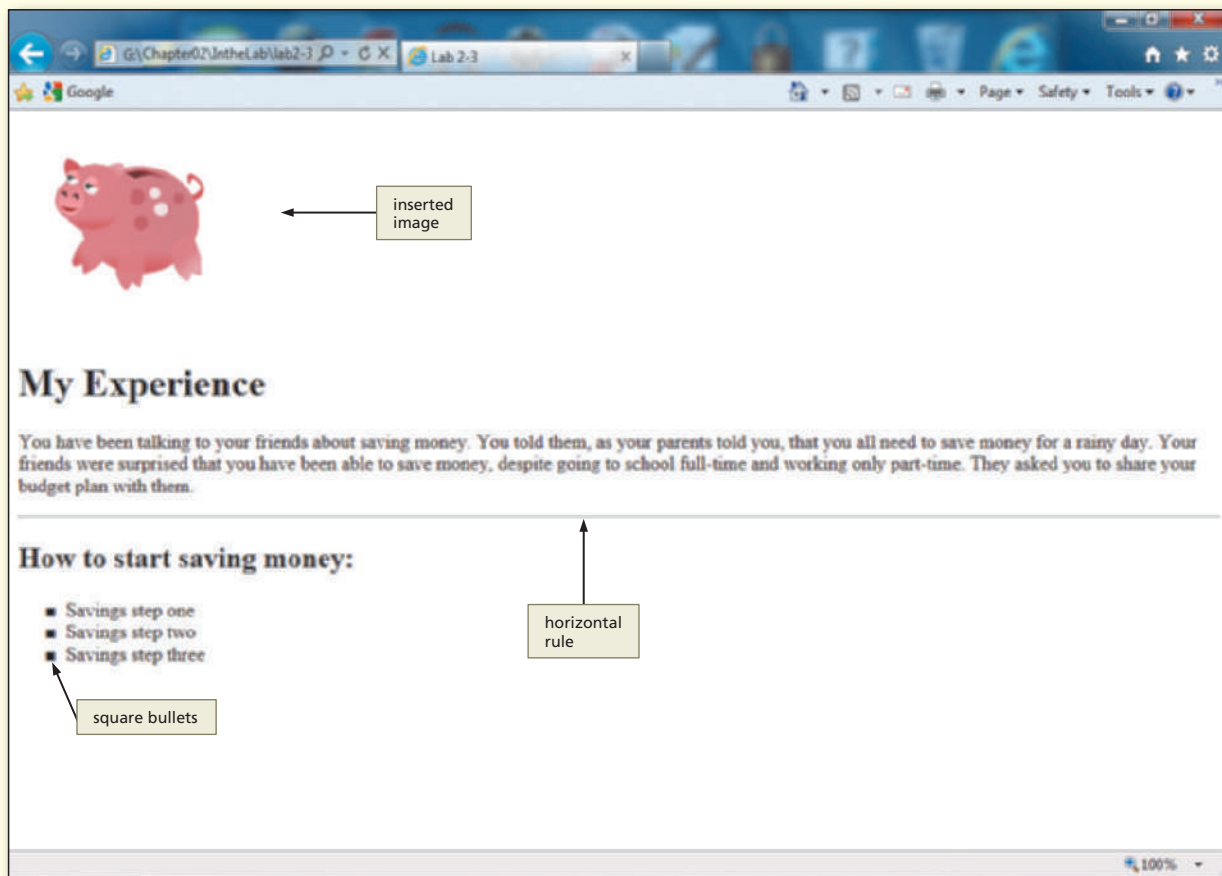 G:\Chapter02\IntheLab\lab2-3
Lab 2-3
Google
Page
Safety
Tools
inserted
image
My Experience
You have been talking to your friends about saving money. You told them, as your parents told you, that you all need to save money for a rainy day. Your
friends were surprised that you have been able to save money, despite going to school full-time and working only part-time. They asked you to share your
budget plan with them.
How to start saving money:
Savings step one
Savings step two
Savings step three
horizontal
rule
square bullets
100%